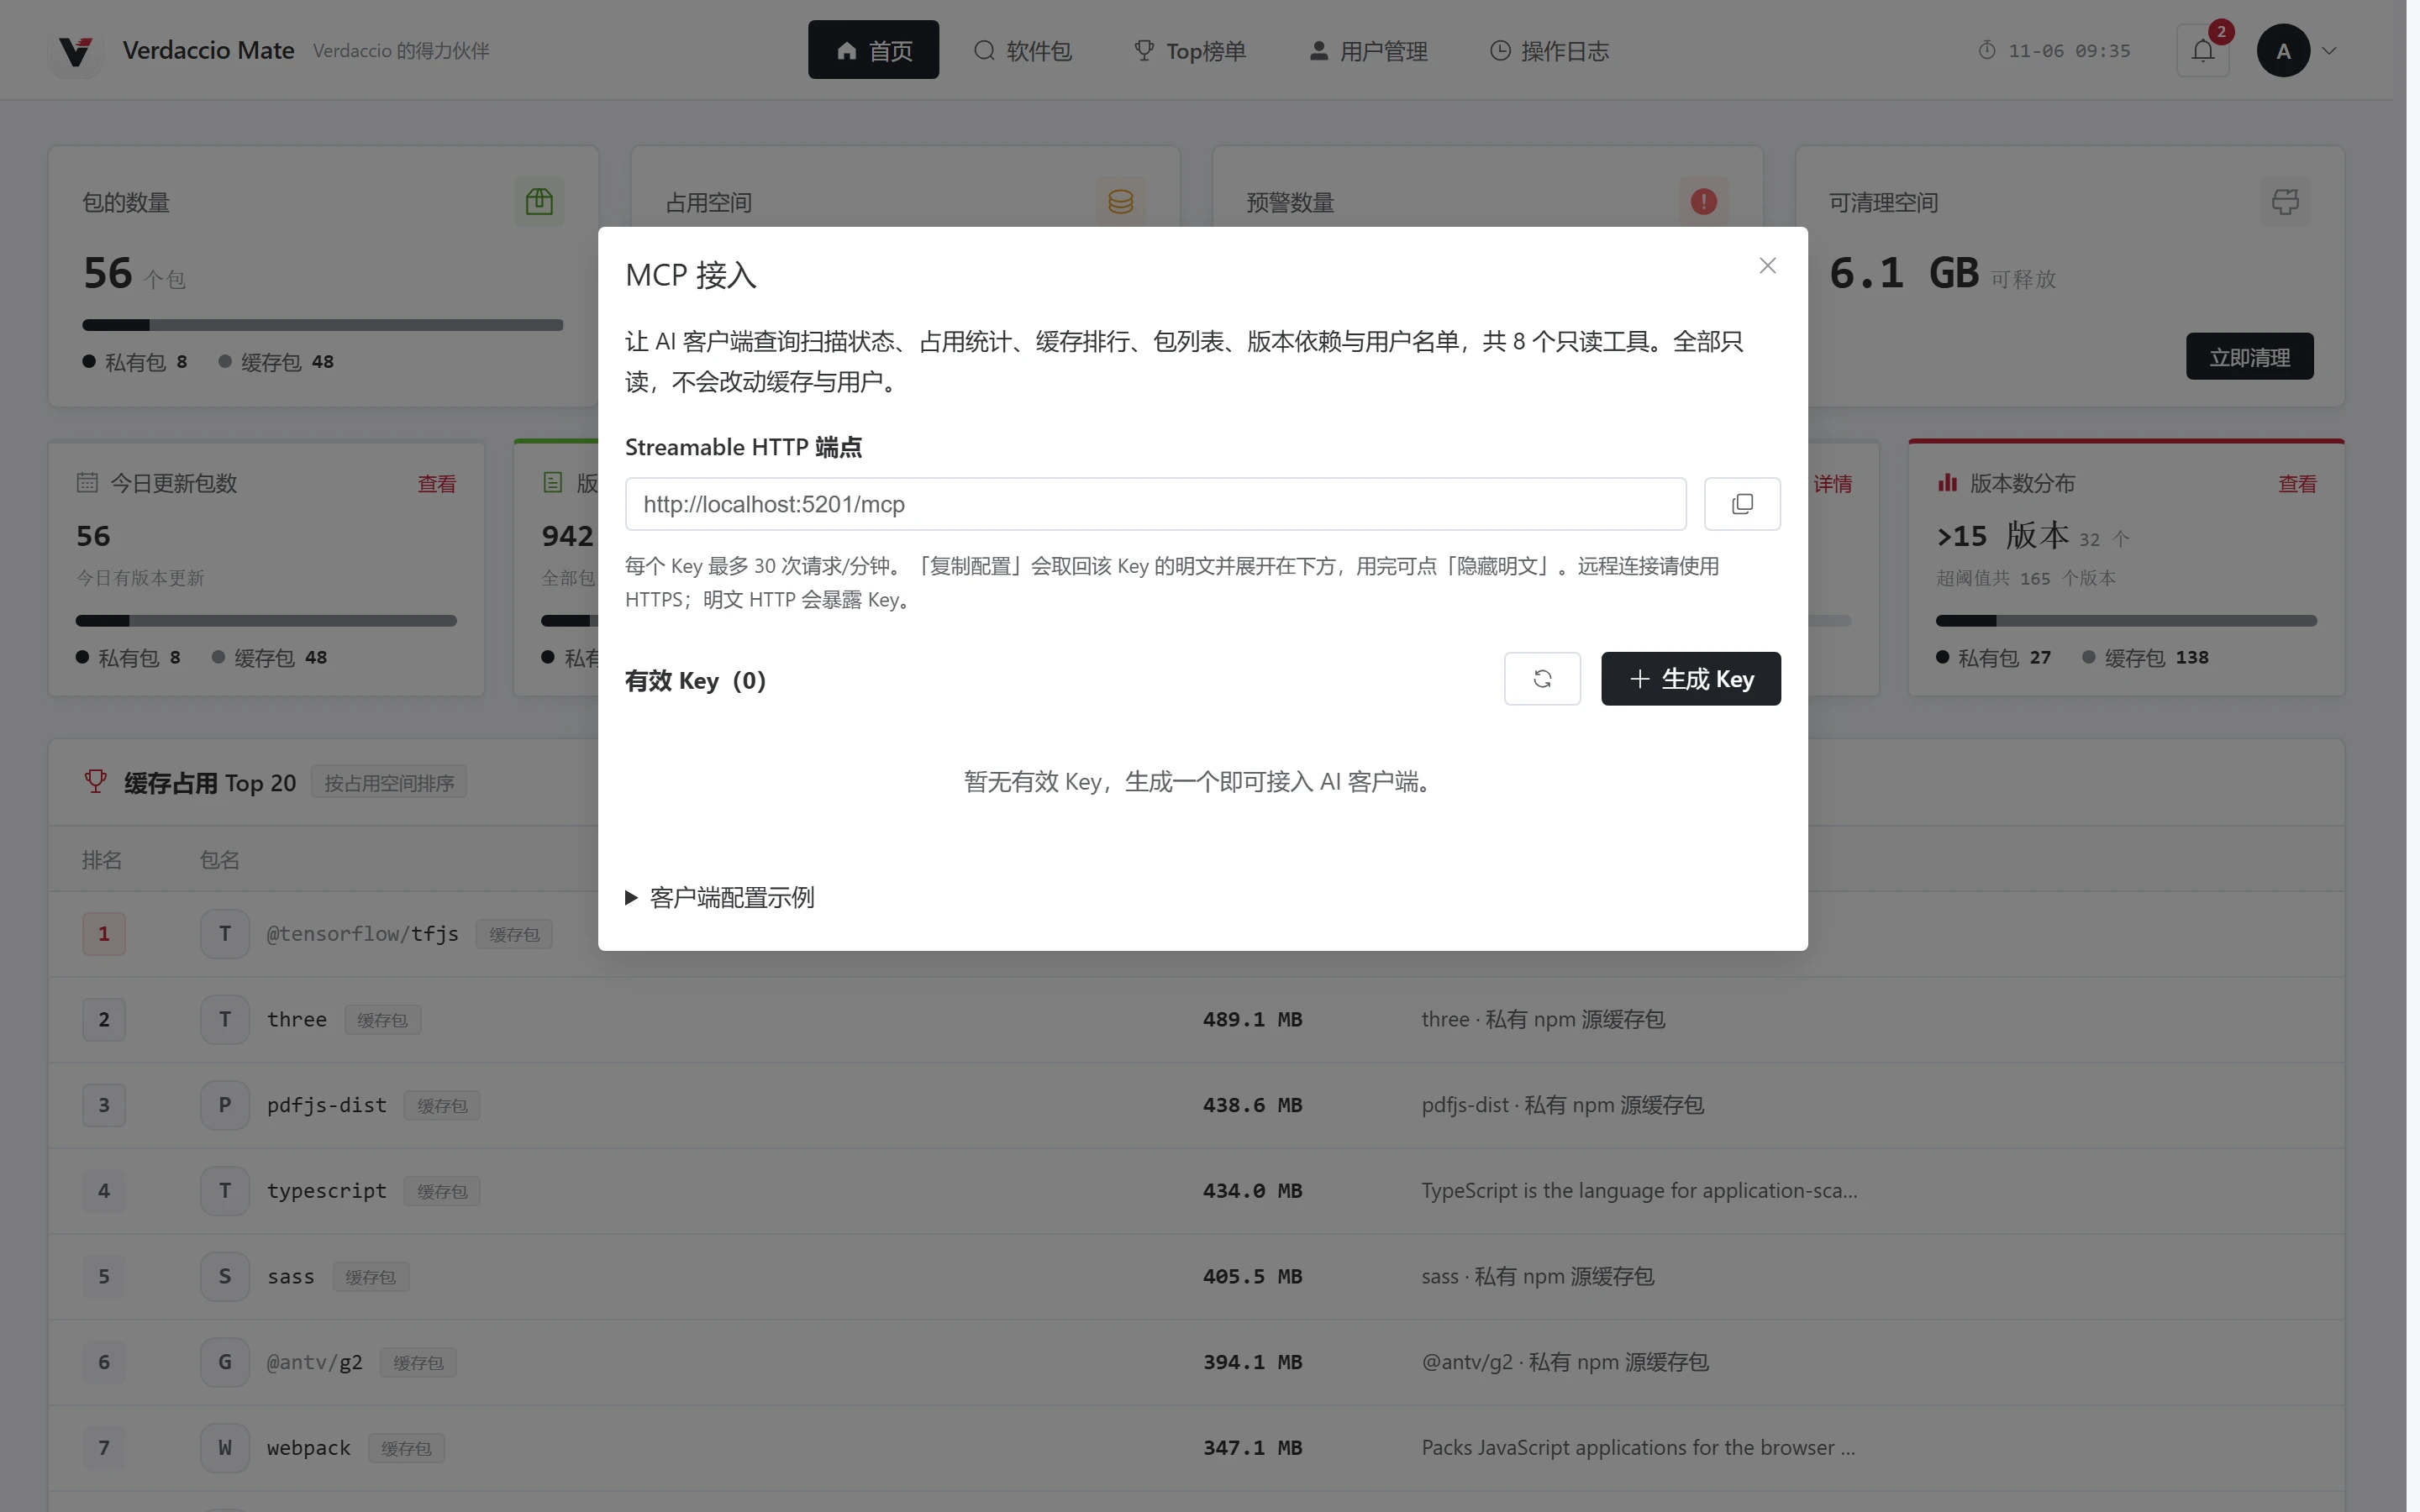 Verdaccio Mate Verdaccio 的得力伙伴
首页 软件包 Top榜单 用户管理 操作日志
11-06 09:35 2 A
包的数量
56 个包
私有包 8 缓存包 48
占用空间
预警数量
可清理空间
6.1 GB 可释放
立即清理
MCP 接入
让 AI 客户端查询扫描状态、占用统计、缓存排行、包列表、版本依赖与用户名单，共 8 个只读工具。全部只
读，不会改动缓存与用户。
Streamable HTTP 端点
http://localhost:5201/mcp
每个 Key 最多 30 次请求/分钟。「复制配置」会取回该 Key 的明文并展开在下方，用完可点「隐藏明文」。远程连接请使用
HTTPS；明文 HTTP 会暴露 Key。
有效 Key（0）
生成 Key
暂无有效 Key，生成一个即可接入 AI 客户端。
客户端配置示例
今日更新包数 查看
56
今日有版本更新
私有包 8 缓存包 48
版
942
全部包
私有
详情
版本数分布 查看
>15 版本 32 个
超阈值共 165 个版本
私有包 27 缓存包 138
缓存占用 Top 20 按占用空间排序
排名 包名
1 T @tensorflow/tfjs 缓存包
2 T three 缓存包 489.1 MB three · 私有 npm 源缓存包
3 P pdfjs-dist 缓存包 438.6 MB pdfjs-dist · 私有 npm 源缓存包
4 T typescript 缓存包 434.0 MB TypeScript is the language for application-sca...
5 S sass 缓存包 405.5 MB sass · 私有 npm 源缓存包
6 G @antv/g2 缓存包 394.1 MB @antv/g2 · 私有 npm 源缓存包
7 W webpack 缓存包 347.1 MB Packs JavaScript applications for the browser ...